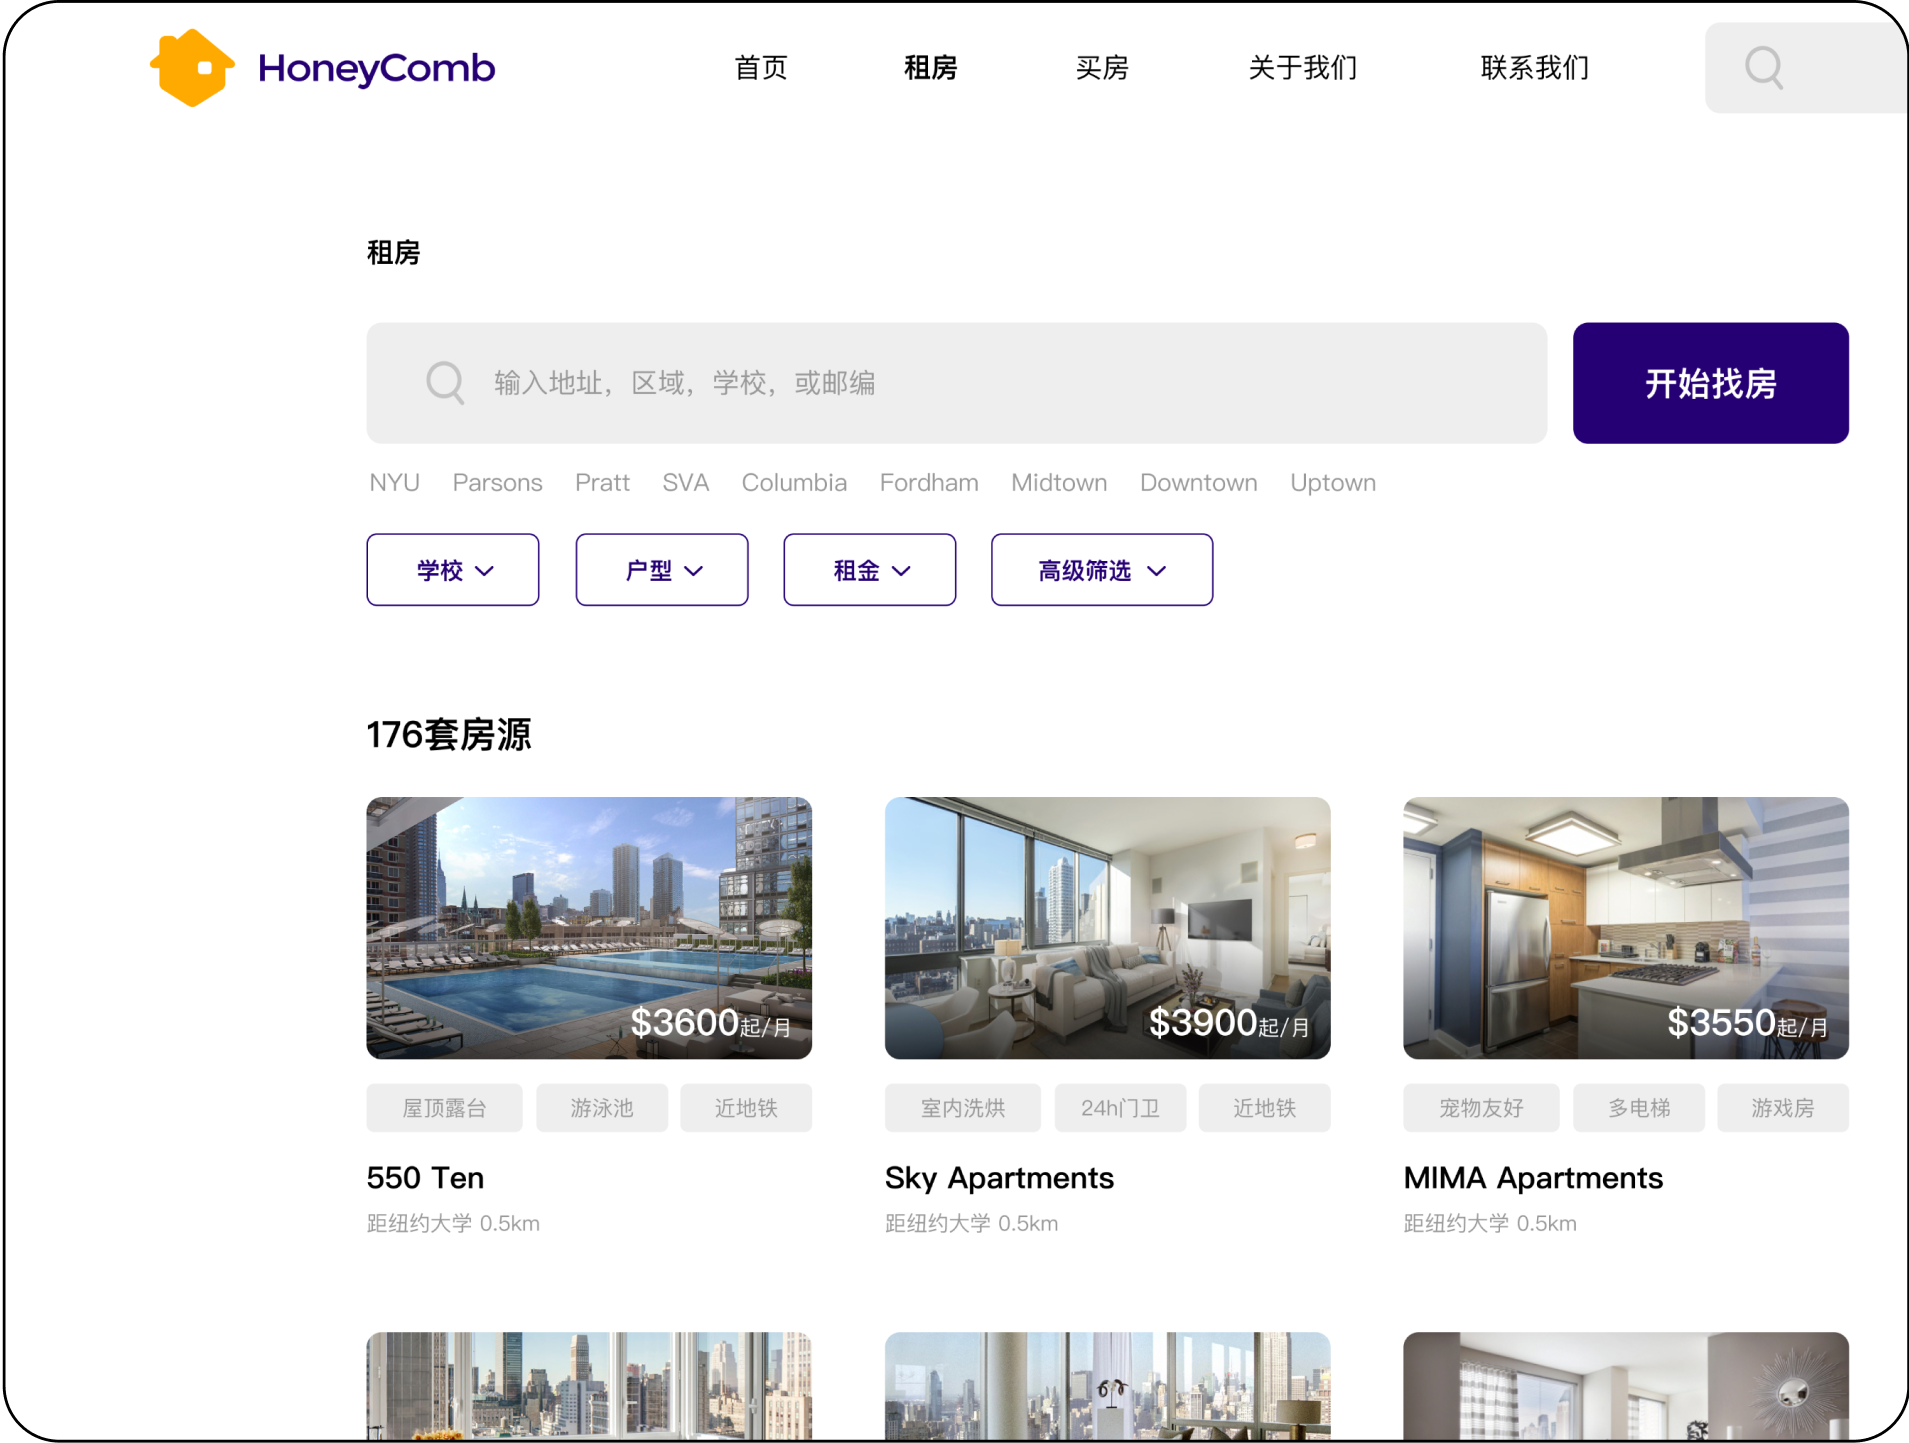 HoneyComb 首页 租房 买房 关于我们 联系我们
租房
输入地址，区域，学校，或邮编 开始找房
NYU Parsons Pratt SVA Columbia Fordham Midtown Downtown Uptown
学校 户型 租金 高级筛选
176套房源
$3600起/月 $3900起/月 $3550起/月
屋顶露台 游泳池 近地铁 室内洗烘 24h门卫 近地铁 宠物友好 多电梯 游戏房
550 Ten Sky Apartments MIMA Apartments
距纽约大学 0.5km 距纽约大学 0.5km 距纽约大学 0.5km